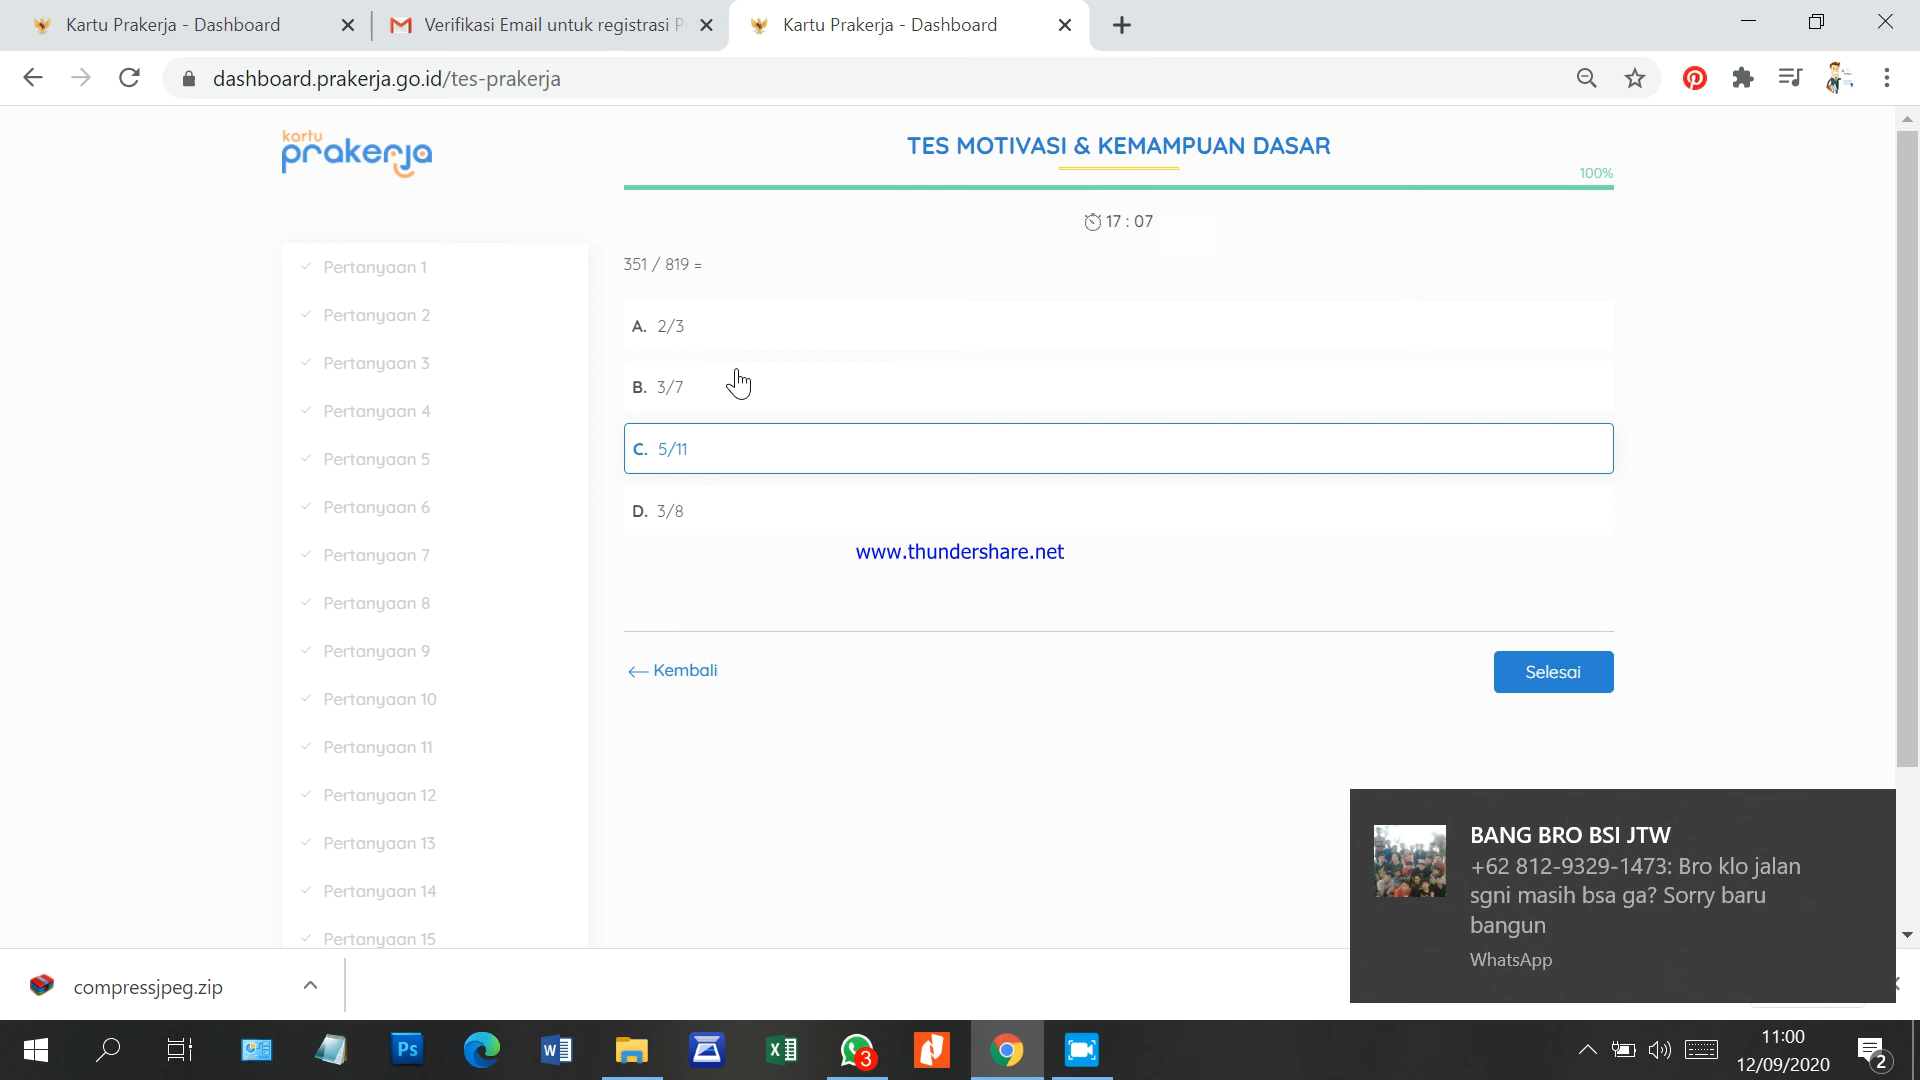 Kartu Prakerja - Dashboard
Verifikasi Email untuk registrasi P
Kartu Prakerja - Dashboard
dashboard.prakerja.go.id/tes-prakerja
kartu
prakerja
TES MOTIVASI & KEMAMPUAN DASAR
100%
17 : 07
351 / 819 =
A. 2/3
B. 3/7
C. 5/11
D. 3/8
www.thundershare.net
← Kembali
Selesai
Pertanyaan 1
Pertanyaan 2
Pertanyaan 3
Pertanyaan 4
Pertanyaan 5
Pertanyaan 6
Pertanyaan 7
Pertanyaan 8
Pertanyaan 9
Pertanyaan 10
Pertanyaan 11
Pertanyaan 12
Pertanyaan 13
Pertanyaan 14
Pertanyaan 15
BANG BRO BSI JTW
+62 812-9329-1473: Bro klo jalan
sgni masih bsa ga? Sorry baru
bangun
WhatsApp
compressjpeg.zip
Ps
3
11:00
12/09/2020
2